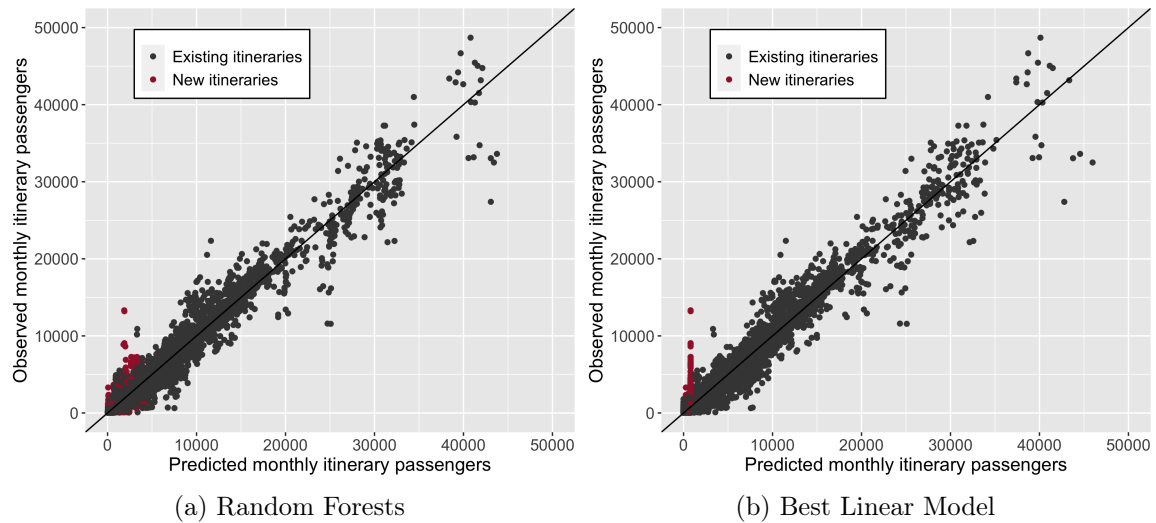 Existing itineraries
New itineraries
Observed monthly itinerary passengers
50000
40000
30000
20000
10000
0
0 10000 20000 30000 40000 50000
Predicted monthly itinerary passengers
(a) Random Forests
Existing itineraries
New itineraries
Observed monthly itinerary passengers
50000
40000
30000
20000
10000
0
0 10000 20000 30000 40000 50000
Predicted monthly itinerary passengers
(b) Best Linear Model